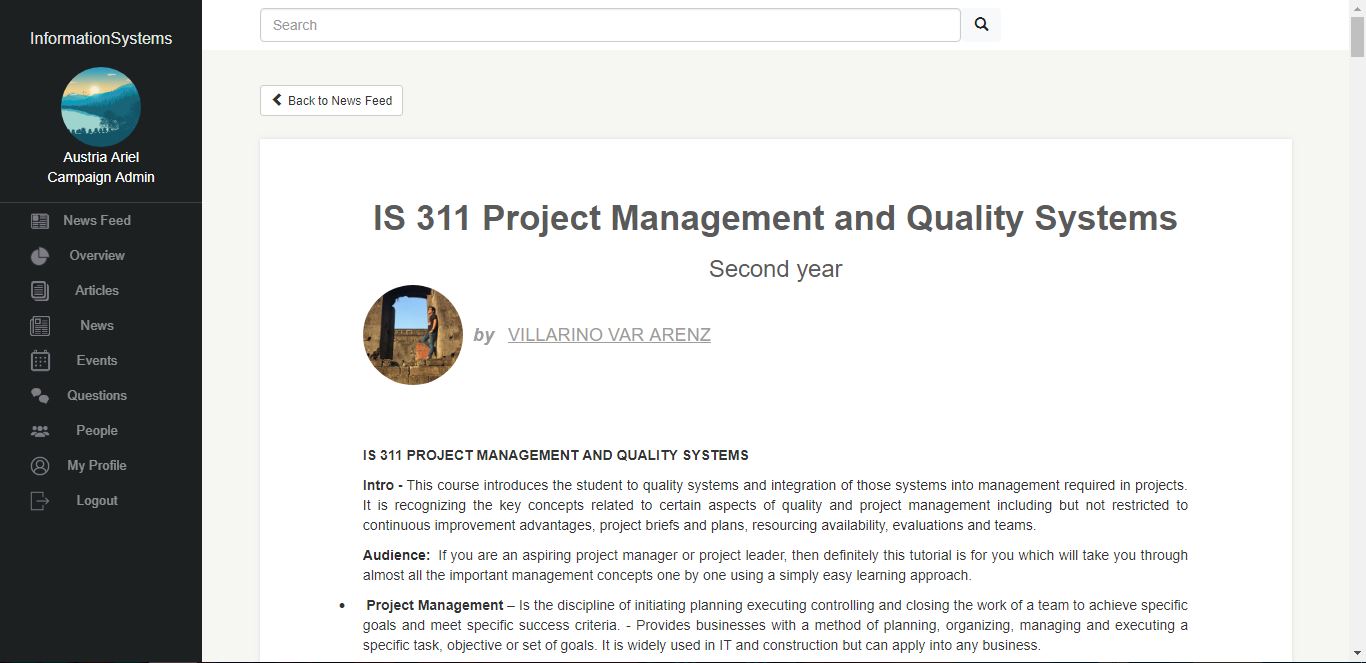 InformationSystems
Austria Ariel
Campaign Admin
News Feed
Overview
Articles
News
Events
Questions
People
My Profile
Logout
Search
Back to News Feed
IS 311 Project Management and Quality Systems
Second year
by VILLARINO VAR ARENZ
IS 311 PROJECT MANAGEMENT AND QUALITY SYSTEMS
Intro - This course introduces the student to quality systems and integration of those systems into management required in projects.
It is recognizing the key concepts related to certain aspects of quality and project management including but not restricted to
continuous improvement advantages, project briefs and plans, resourcing availability, evaluations and teams.
Audience: If you are an aspiring project manager or project leader, then definitely this tutorial is for you which will take you through
almost all the important management concepts one by one using a simply easy learning approach.
• Project Management – Is the discipline of initiating planning executing controlling and closing the work of a team to achieve specific
goals and meet specific success criteria. - Provides businesses with a method of planning, organizing, managing and executing a
specific task, objective or set of goals. It is widely used in IT and construction but can apply into any business.